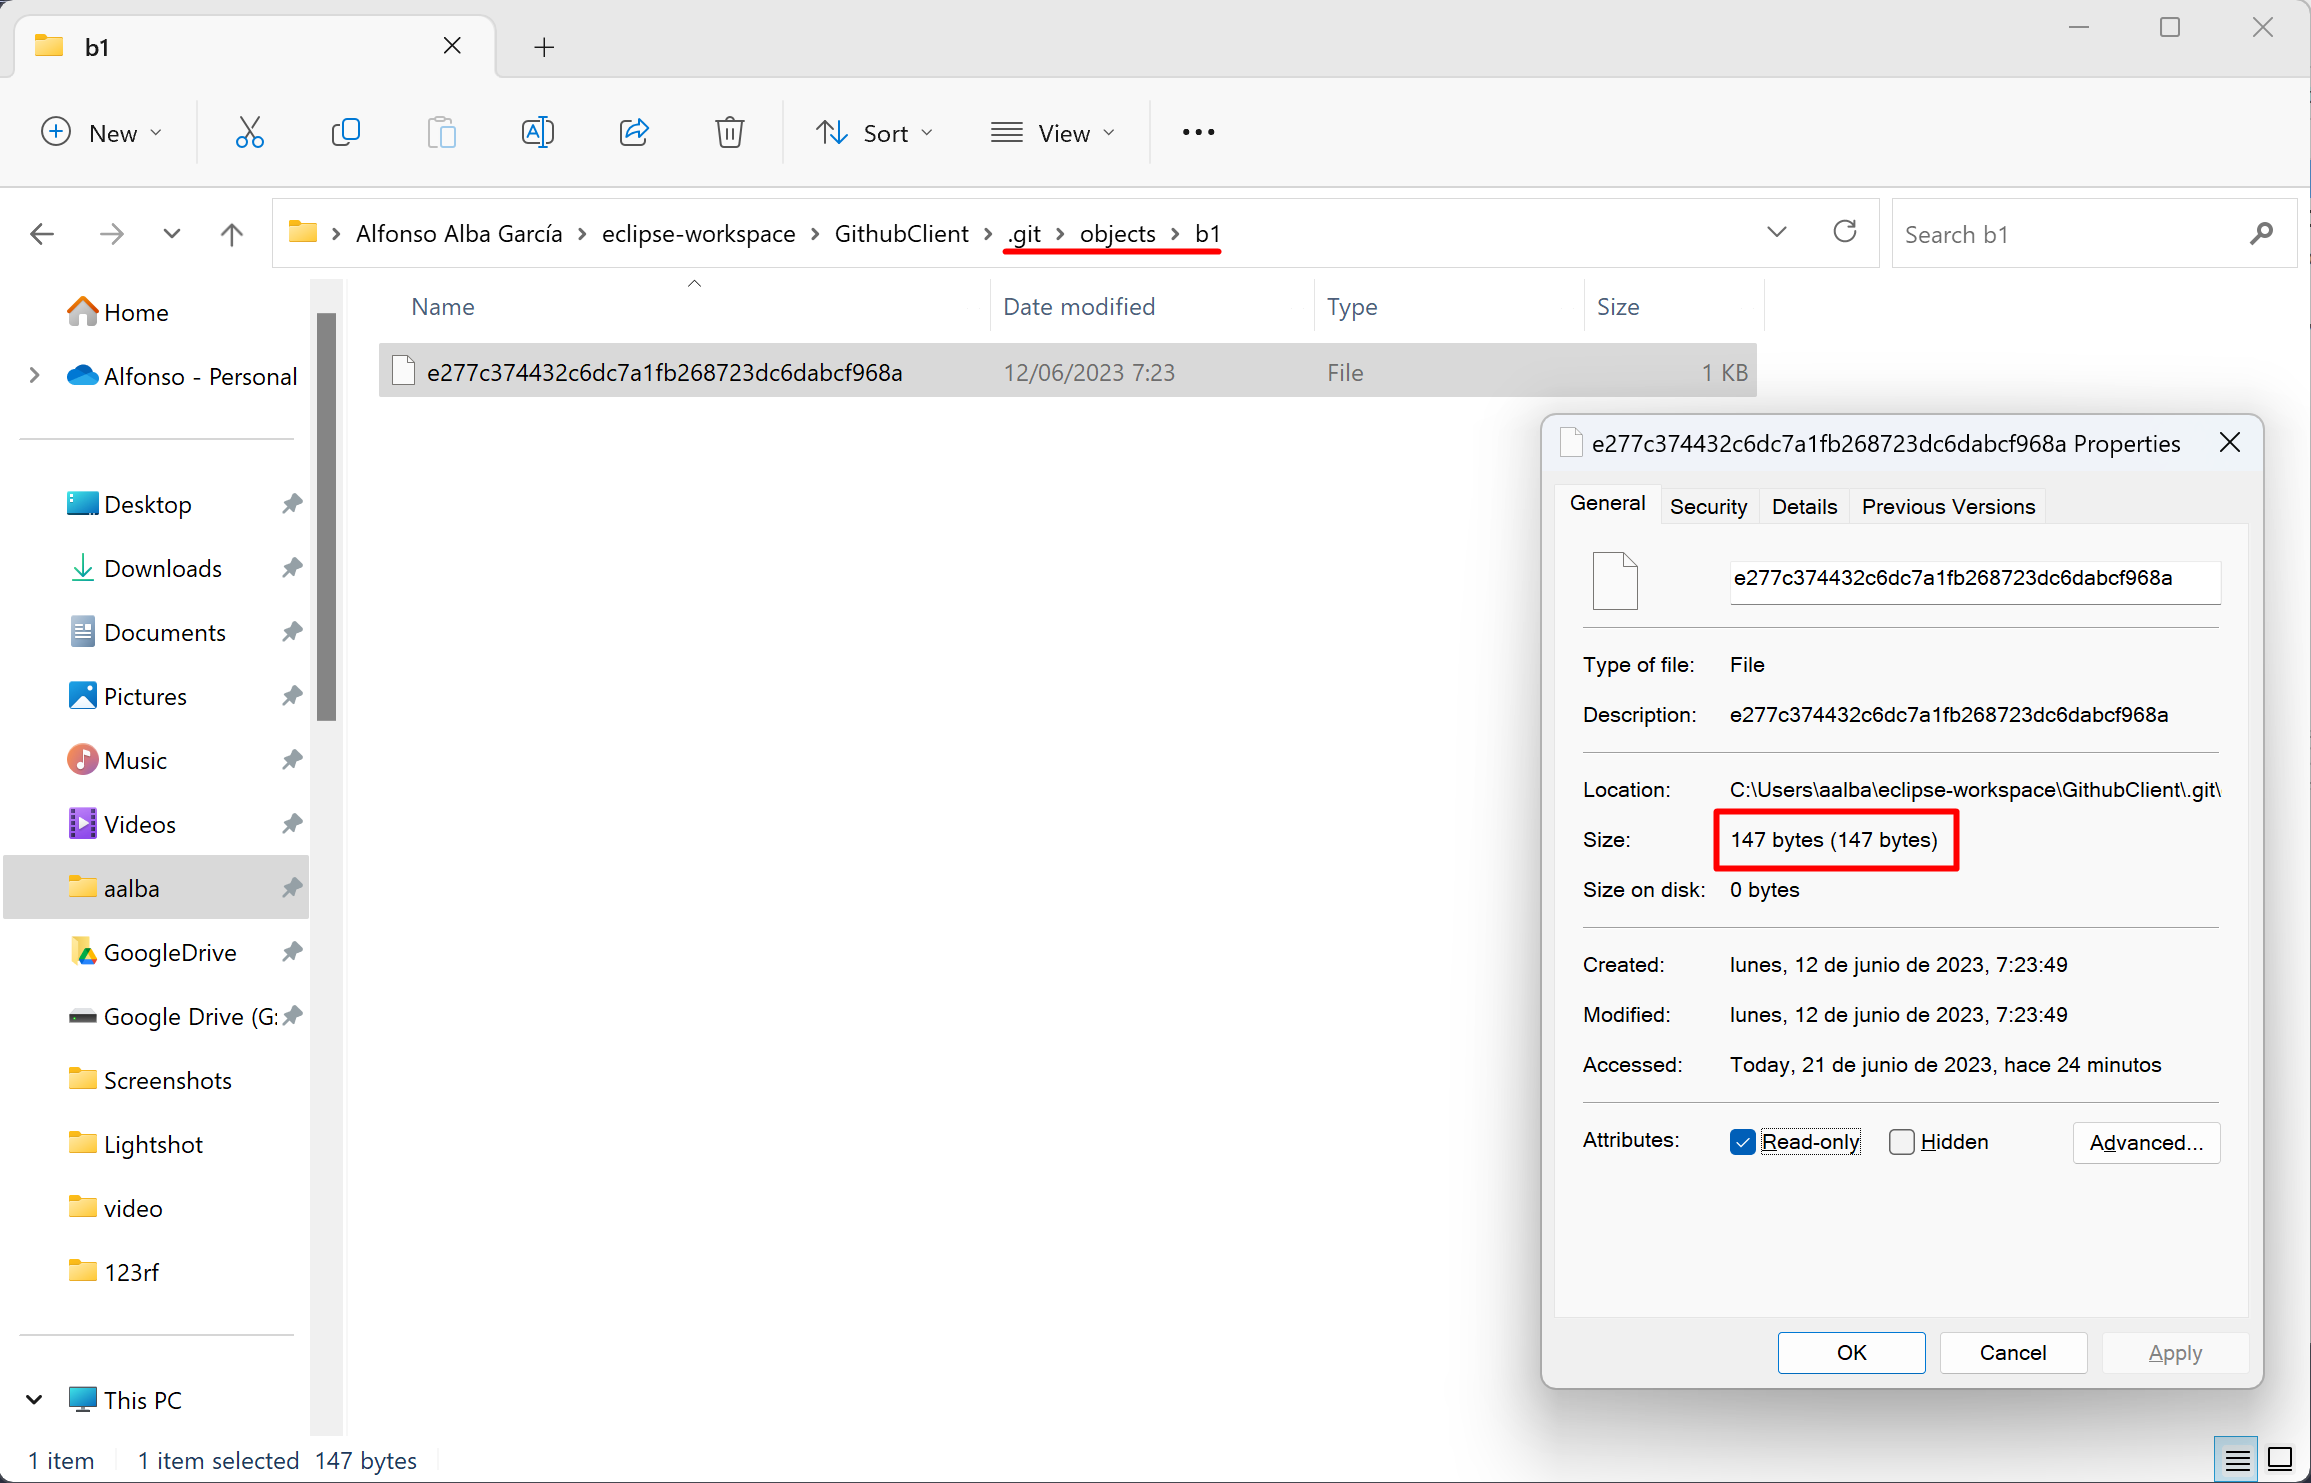 b1
New
Sort
View
Alfonso Alba García > eclipse-workspace > GithubClient > .git > objects > b1
Search b1
Name
Date modified
Type
Size
e277c374432c6dc7a1fb268723dc6dabcf968a
12/06/2023 7:23
File
1 KB
Home
Alfonso - Personal
Desktop
Downloads
Documents
Pictures
Music
Videos
aalba
GoogleDrive
Google Drive (G:
Screenshots
Lightshot
video
123rf
This PC
1 item
1 item selected 147 bytes
e277c374432c6dc7a1fb268723dc6dabcf968a Properties
General
Security
Details
Previous Versions
e277c374432c6dc7a1fb268723dc6dabcf968a
Type of file: File
Description: e277c374432c6dc7a1fb268723dc6dabcf968a
Location: C:\Users\aalba\eclipse-workspace\GithubClient\.git\
Size: 147 bytes (147 bytes)
Size on disk: 0 bytes
Created: lunes, 12 de junio de 2023, 7:23:49
Modified: lunes, 12 de junio de 2023, 7:23:49
Accessed: Today, 21 de junio de 2023, hace 24 minutos
Attributes: Read-only Hidden
Advanced...
OK
Cancel
Apply